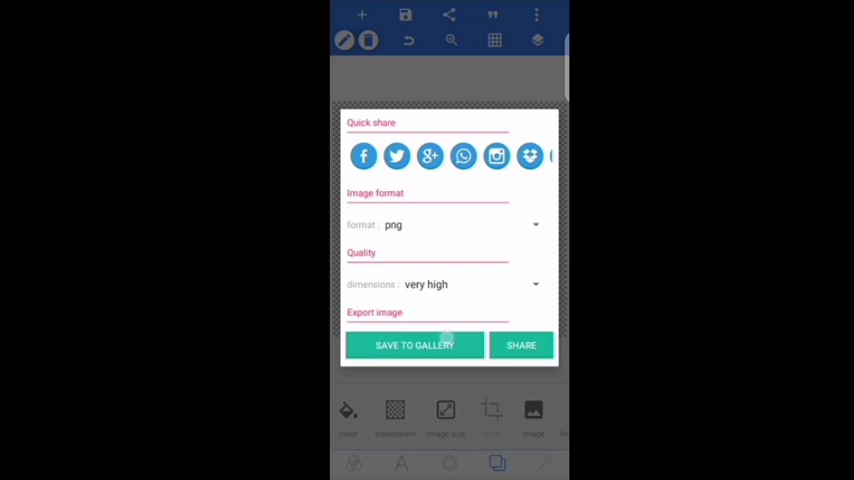 Quick share
Image format
format : png
Quality
dimensions : very high
Export image
SAVE TO GALLERY SHARE
color transparent image size crop image